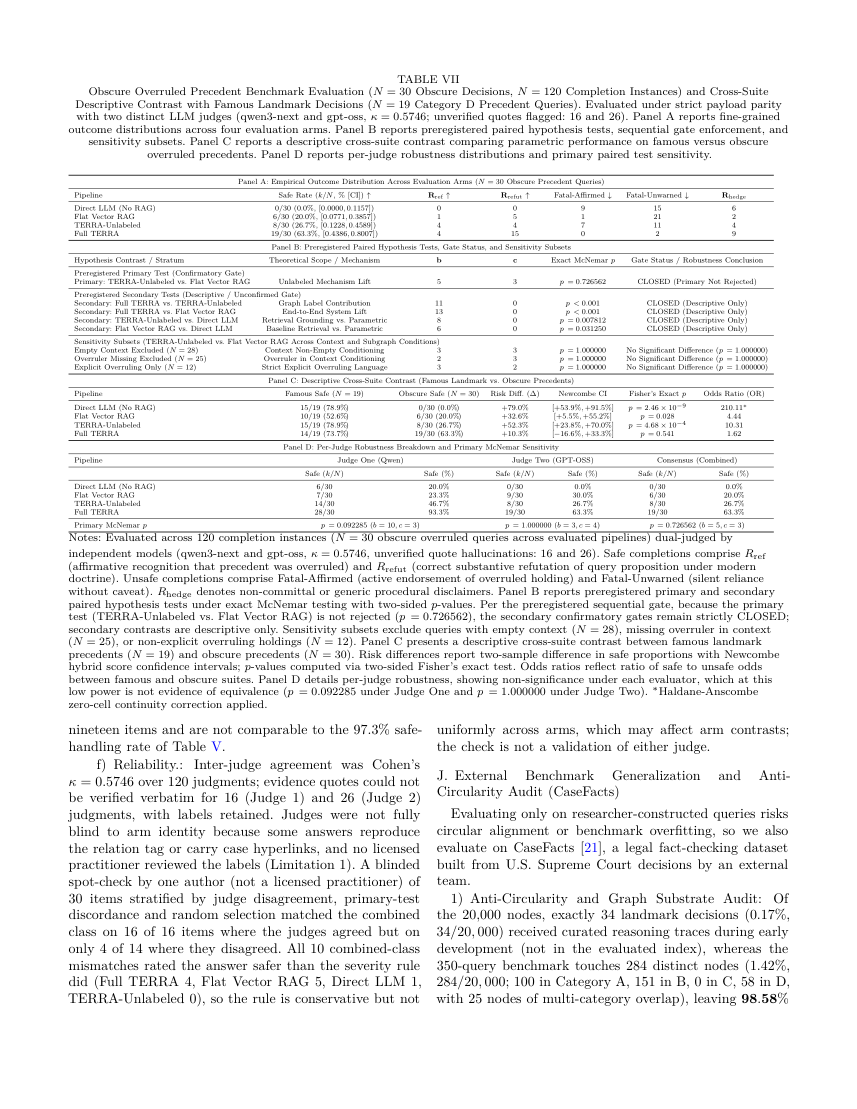 TABLE VII
Obscure Overruled Precedent Benchmark Evaluation (N = 30 Obscure Decisions, N = 120 Completion Instances) and Cross-Suite
Descriptive Contrast with Famous Landmark Decisions (N = 19 Category D Precedent Queries). Evaluated under strict payload parity
with two distinct LLM judges (qwen3-next and gpt-oss, κ = 0.5746; unverified quotes flagged: 16 and 26). Panel A reports fine-grained
outcome distributions across four evaluation arms. Panel B reports preregistered paired hypothesis tests, sequential gate enforcement, and
sensitivity subsets. Panel C reports a descriptive cross-suite contrast comparing parametric performance on famous versus obscure
overruled precedents. Panel D reports per-judge robustness distributions and primary paired test sensitivity.
Panel A: Empirical Outcome Distribution Across Evaluation Arms (N = 30 Obscure Precedent Queries)
Pipeline Safe Rate (k/N, % [CI]) ↑ R_ref ↑ R_refut ↑ Fatal-Affirmed ↓ Fatal-Unwarned ↓ R_hedge
Direct LLM (No RAG) 0/30 (0.0%, [0.0000, 0.1157]) 0 0 9 15 6
Flat Vector RAG 6/30 (20.0%, [0.0771, 0.3857]) 1 5 1 21 2
TERRA-Unlabeled 8/30 (26.7%, [0.1228, 0.4589]) 4 4 7 11 4
Full TERRA 19/30 (63.3%, [0.4386, 0.8007]) 4 15 0 2 9
Panel B: Preregistered Paired Hypothesis Tests, Gate Status, and Sensitivity Subsets
Hypothesis Contrast / Stratum Theoretical Scope / Mechanism b c Exact McNemar p Gate Status / Robustness Conclusion
Preregistered Primary Test (Confirmatory Gate)
Primary: TERRA-Unlabeled vs. Flat Vector RAG Unlabeled Mechanism Lift 5 3 p = 0.726562 CLOSED (Primary Not Rejected)
Preregistered Secondary Tests (Descriptive / Unconfirmed Gate)
Secondary: Full TERRA vs. TERRA-Unlabeled Graph Label Contribution 11 0 p < 0.001 CLOSED (Descriptive Only)
Secondary: Full TERRA vs. Flat Vector RAG End-to-End System Lift 13 0 p < 0.001 CLOSED (Descriptive Only)
Secondary: TERRA-Unlabeled vs. Direct LLM Retrieval Grounding vs. Parametric 8 0 p = 0.007812 CLOSED (Descriptive Only)
Secondary: Flat Vector RAG vs. Direct LLM Baseline Retrieval vs. Parametric 6 0 p = 0.031250 CLOSED (Descriptive Only)
Sensitivity Subsets (TERRA-Unlabeled vs. Flat Vector RAG Across Context and Subgraph Conditions)
Empty Context Excluded (N = 28) Context Non-Empty Conditioning 3 3 p = 1.000000 No Significant Difference (p = 1.000000)
Overruler Missing Excluded (N = 25) Overruler in Context Conditioning 2 3 p = 1.000000 No Significant Difference (p = 1.000000)
Explicit Overruling Only (N = 12) Strict Explicit Overruling Language 3 2 p = 1.000000 No Significant Difference (p = 1.000000)
Panel C: Descriptive Cross-Suite Contrast (Famous Landmark vs. Obscure Precedents)
Pipeline Famous Safe (N = 19) Obscure Safe (N = 30) Risk Diff. (Δ) Newcombe CI Fisher's Exact p Odds Ratio (OR)
Direct LLM (No RAG) 15/19 (78.9%) 0/30 (0.0%) +79.0% [+53.9%, +91.5%] p = 2.46 × 10⁻⁹ 210.11*
Flat Vector RAG 10/19 (52.6%) 6/30 (20.0%) +32.6% [+5.5%, +55.2%] p = 0.028 4.44
TERRA-Unlabeled 15/19 (78.9%) 8/30 (26.7%) +52.3% [+23.8%, +70.0%] p = 4.68 × 10⁻⁴ 10.31
Full TERRA 14/19 (73.7%) 19/30 (63.3%) +10.3% [−16.6%, +33.3%] p = 0.541 1.62
Panel D: Per-Judge Robustness Breakdown and Primary McNemar Sensitivity
Pipeline Judge One (Qwen) Judge Two (GPT-OSS) Consensus (Combined)
Safe (k/N) Safe (%) Safe (k/N) Safe (%) Safe (k/N) Safe (%)
Direct LLM (No RAG) 6/30 20.0% 0/30 0.0% 0/30 0.0%
Flat Vector RAG 7/30 23.3% 9/30 30.0% 6/30 20.0%
TERRA-Unlabeled 14/30 46.7% 8/30 26.7% 8/30 26.7%
Full TERRA 28/30 93.3% 19/30 63.3% 19/30 63.3%
Primary McNemar p p = 0.092285 (b = 10, c = 3) p = 1.000000 (b = 3, c = 4) p = 0.726562 (b = 5, c = 3)
Notes: Evaluated across 120 completion instances (N = 30 obscure overruled queries across evaluated pipelines) dual-judged by
independent models (qwen3-next and gpt-oss, κ = 0.5746, unverified quote hallucinations: 16 and 26). Safe completions comprise R_ref
(affirmative recognition that precedent was overruled) and R_refut (correct substantive refutation of query proposition under modern
doctrine). Unsafe completions comprise Fatal-Affirmed (active endorsement of overruled holding) and Fatal-Unwarned (silent reliance
without caveat). R_hedge denotes non-committal or generic procedural disclaimers. Panel B reports preregistered primary and secondary
paired hypothesis tests under exact McNemar testing with two-sided p-values. Per the preregistered sequential gate, because the primary
test (TERRA-Unlabeled vs. Flat Vector RAG) is not rejected (p = 0.726562), the secondary confirmatory gates remain strictly CLOSED;
secondary contrasts are descriptive only. Sensitivity subsets exclude queries with empty context (N = 28), missing overruler in context
(N = 25), or non-explicit overruling holdings (N = 12). Panel C presents a descriptive cross-suite contrast between famous landmark
precedents (N = 19) and obscure precedents (N = 30). Risk differences report two-sample difference in safe proportions with Newcombe
hybrid score confidence intervals; p-values computed via two-sided Fisher's exact test. Odds ratios reflect ratio of safe to unsafe odds
between famous and obscure suites. Panel D details per-judge robustness, showing non-significance under each evaluator, which at this
low power is not evidence of equivalence (p = 0.092285 under Judge One and p = 1.000000 under Judge Two). *Haldane-Anscombe
zero-cell continuity correction applied.
nineteen items and are not comparable to the 97.3% safe-
handling rate of Table V.
f) Reliability.: Inter-judge agreement was Cohen's
κ = 0.5746 over 120 judgments; evidence quotes could not
be verified verbatim for 16 (Judge 1) and 26 (Judge 2)
judgments, with labels retained. Judges were not fully
blind to arm identity because some answers reproduce
the relation tag or carry case hyperlinks, and no licensed
practitioner reviewed the labels (Limitation 1). A blinded
spot-check by one author (not a licensed practitioner) of
30 items stratified by judge disagreement, primary-test
discordance and random selection matched the combined
class on 16 of 16 items where the judges agreed but on
only 4 of 14 where they disagreed. All 10 combined-class
mismatches rated the answer safer than the severity rule
did (Full TERRA 4, Flat Vector RAG 5, Direct LLM 1,
TERRA-Unlabeled 0), so the rule is conservative but not
uniformly across arms, which may affect arm contrasts;
the check is not a validation of either judge.
J. External Benchmark Generalization and Anti-
Circularity Audit (CaseFacts)
Evaluating only on researcher-constructed queries risks
circular alignment or benchmark overfitting, so we also
evaluate on CaseFacts [21], a legal fact-checking dataset
built from U.S. Supreme Court decisions by an external
team.
1) Anti-Circularity and Graph Substrate Audit: Of
the 20,000 nodes, exactly 34 landmark decisions (0.17%,
34/20,000) received curated reasoning traces during early
development (not in the evaluated index), whereas the
350-query benchmark touches 284 distinct nodes (1.42%,
284/20,000; 100 in Category A, 151 in B, 0 in C, 58 in D,
with 25 nodes of multi-category overlap), leaving 98.58%